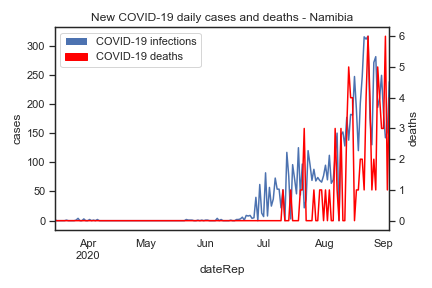 New COVID-19 daily cases and deaths - Namibia
COVID-19 infections
COVID-19 deaths
cases
300
250
200
150
100
50
0
6
5
4
3
2
1
0
deaths
Apr
2020
May
Jun
Jul
Aug
Sep
dateRep